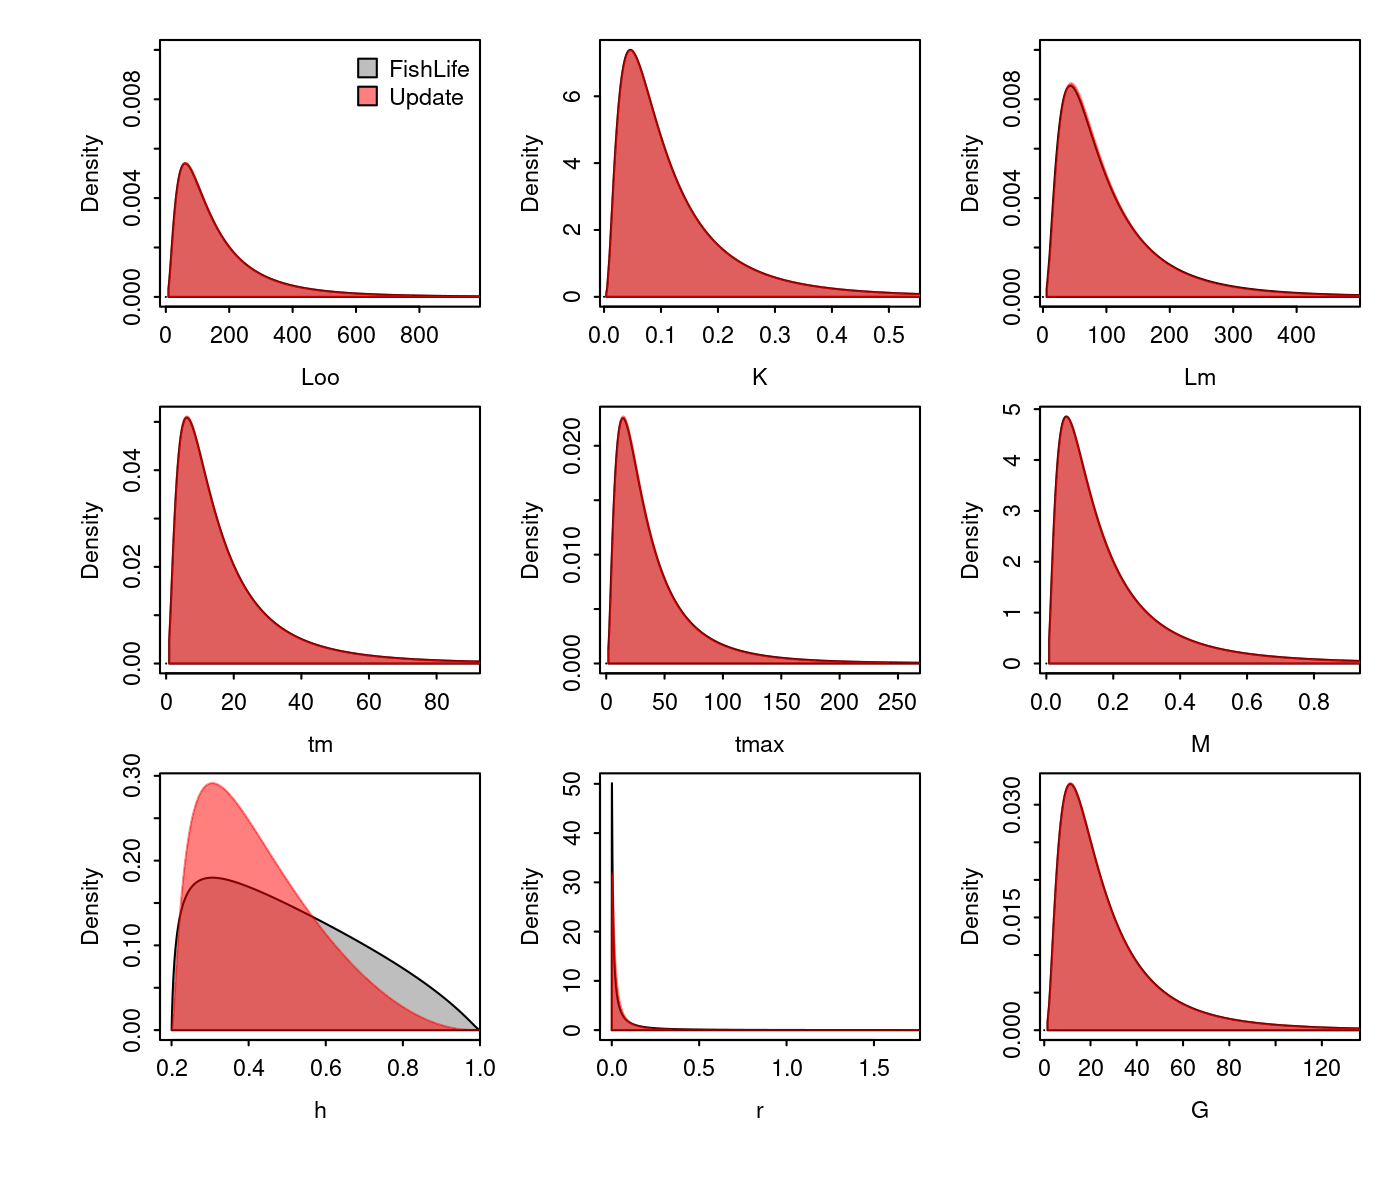 FishLife
Update
Density
0.000 0.004 0.008
0 200 400 600 800
Loo
Density
0 2 4 6
0.0 0.1 0.2 0.3 0.4 0.5
K
Density
0.000 0.004 0.008
0 100 200 300 400
Lm
Density
0.00 0.02 0.04
0 20 40 60 80
tm
Density
0.000 0.010 0.020
0 50 100 150 200 250
tmax
Density
0 1 2 3 4 5
0.0 0.2 0.4 0.6 0.8
M
Density
0.00 0.10 0.20 0.30
0.2 0.4 0.6 0.8 1.0
h
Density
0 10 20 30 40 50
0.0 0.5 1.0 1.5
r
Density
0.000 0.015 0.030
0 20 40 60 80 120
G